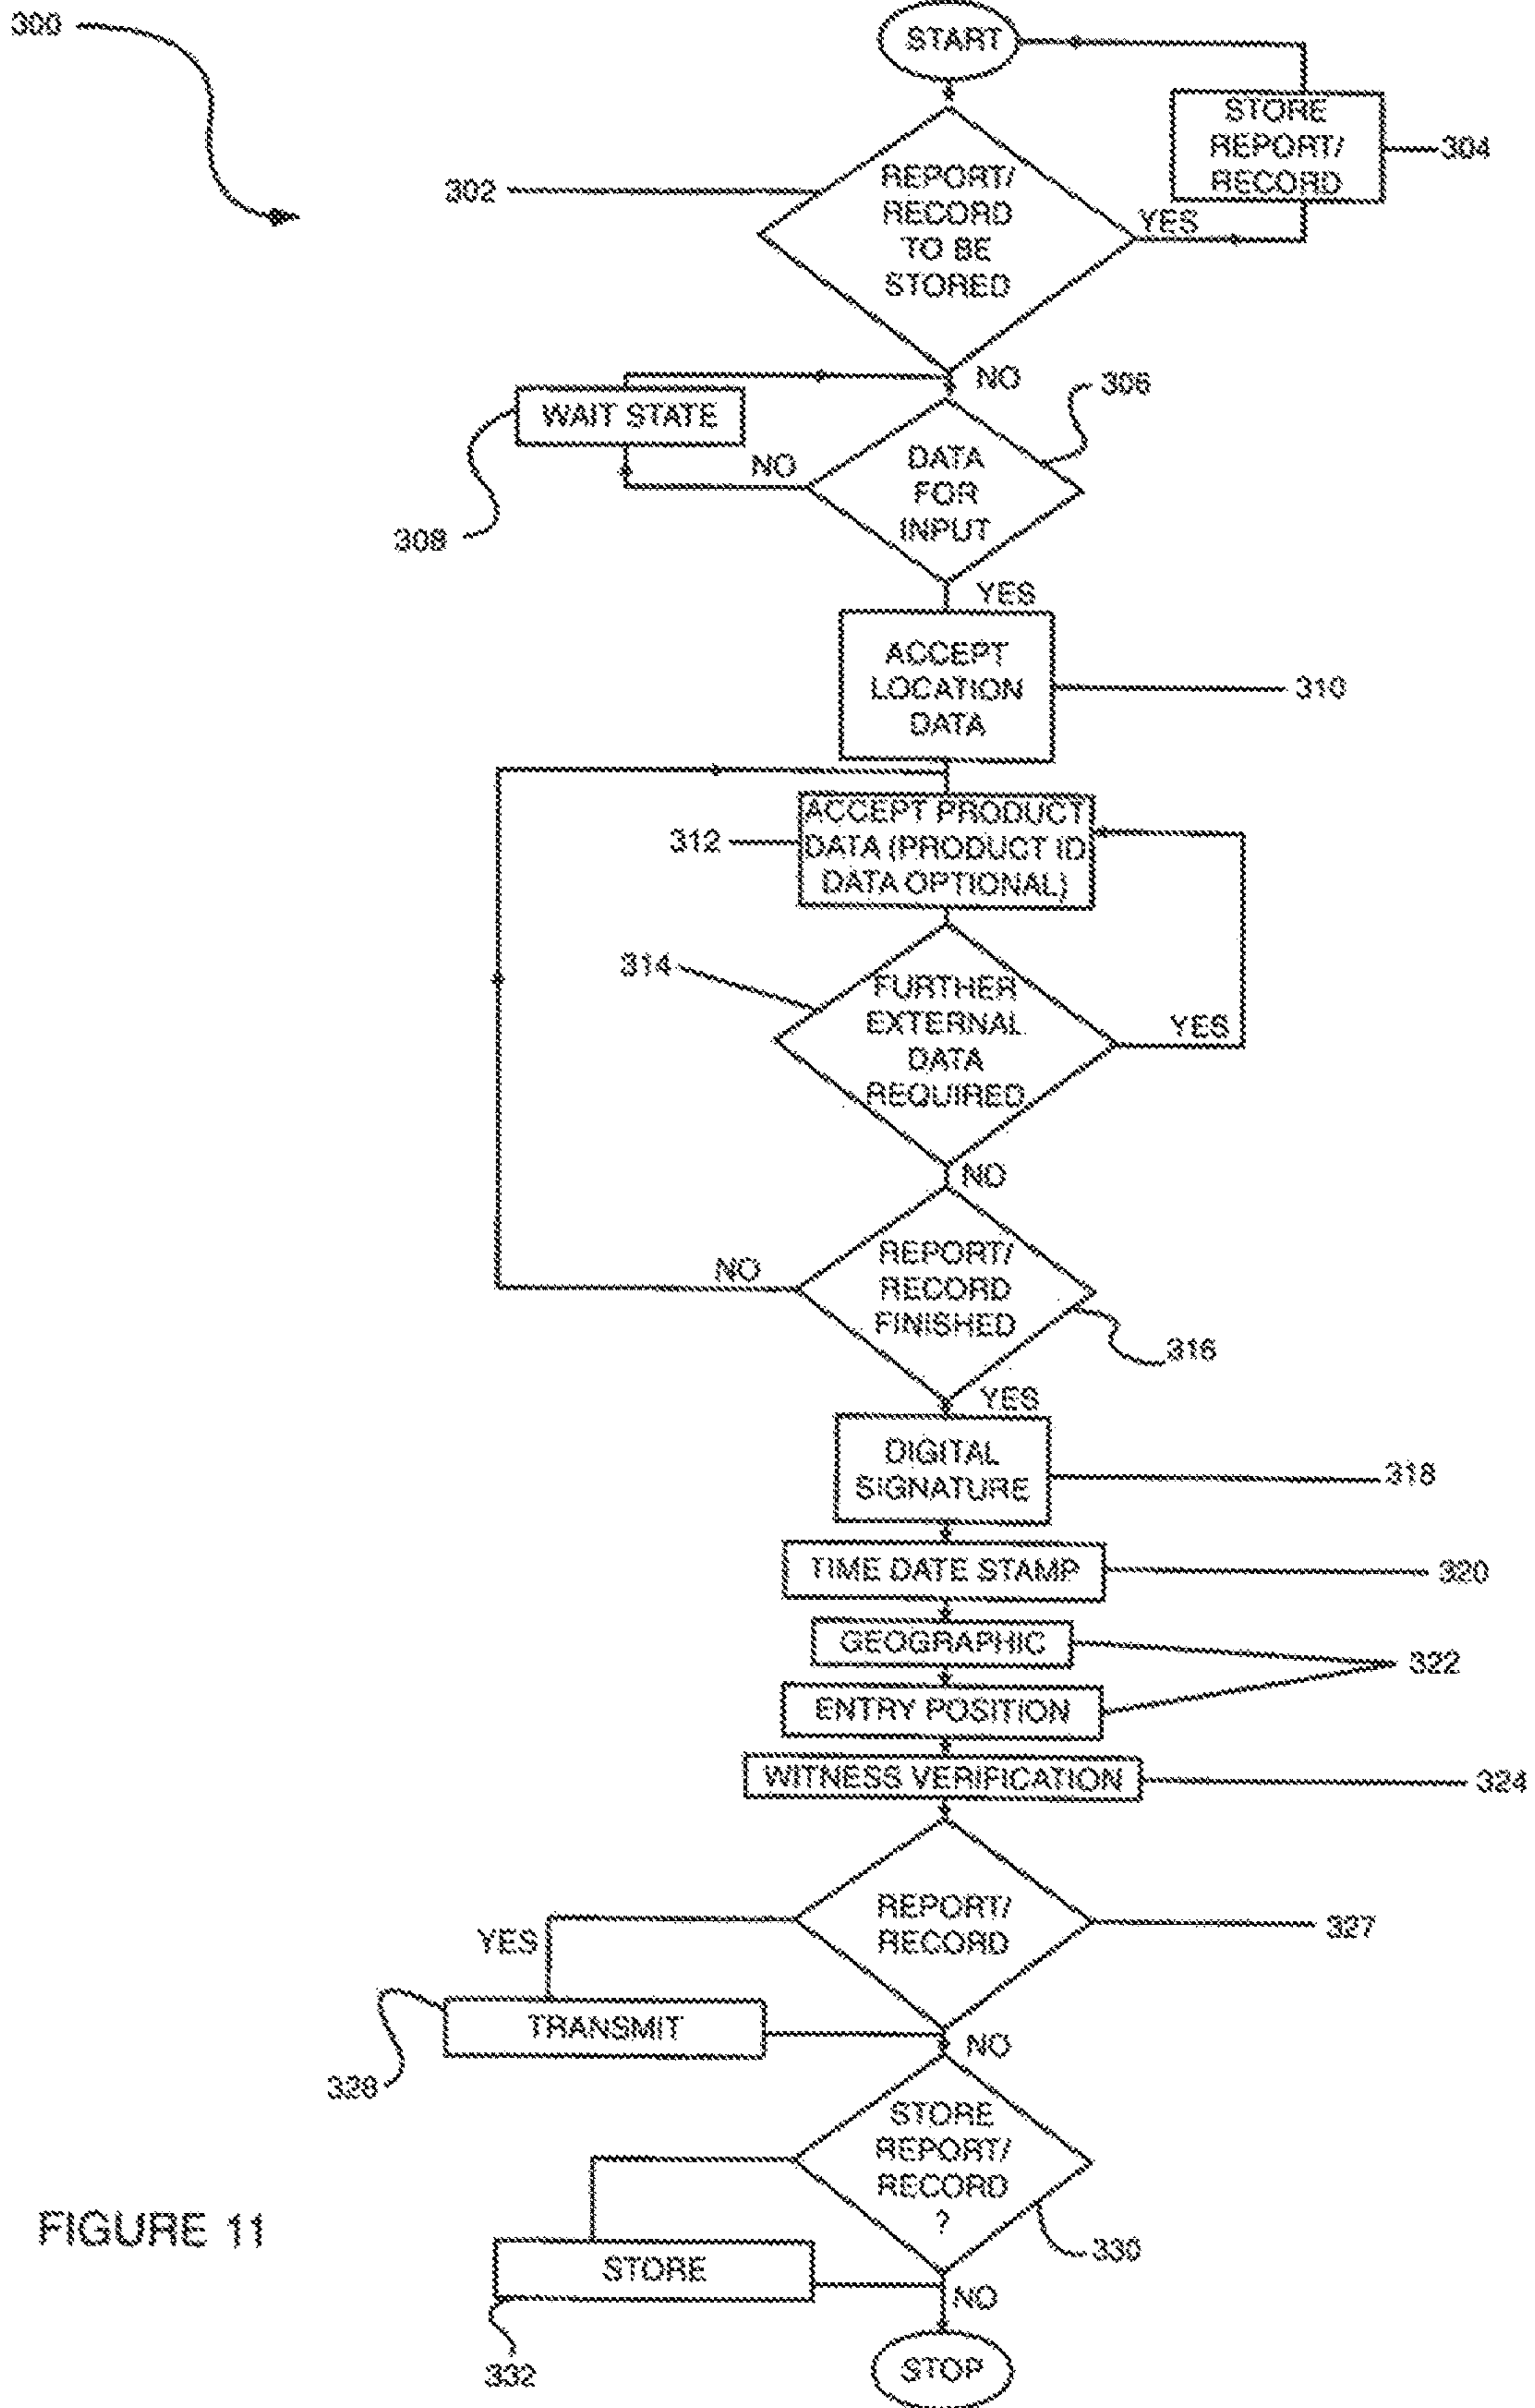 300
START
STORE
REPORT/
RECORD
304
302
REPORT/
RECORD
TO BE
STORED
YES
NO
306
WAIT STATE
NO
DATA
FOR
INPUT
308
YES
ACCEPT
LOCATION
DATA
310
312
ACCEPT PRODUCT
DATA (PRODUCT ID
DATA OPTIONAL)
314
FURTHER
EXTERNAL
DATA
REQUIRED
YES
NO
NO
REPORT/
RECORD
FINISHED
316
YES
DIGITAL
SIGNATURE
318
TIME DATE STAMP
320
GEOGRAPHIC
322
ENTRY POSITION
WITNESS VERIFICATION
324
REPORT/
RECORD
327
YES
TRANSMIT
328
NO
STORE
REPORT/
RECORD
?
330
FIGURE 11
STORE
NO
332
STOP